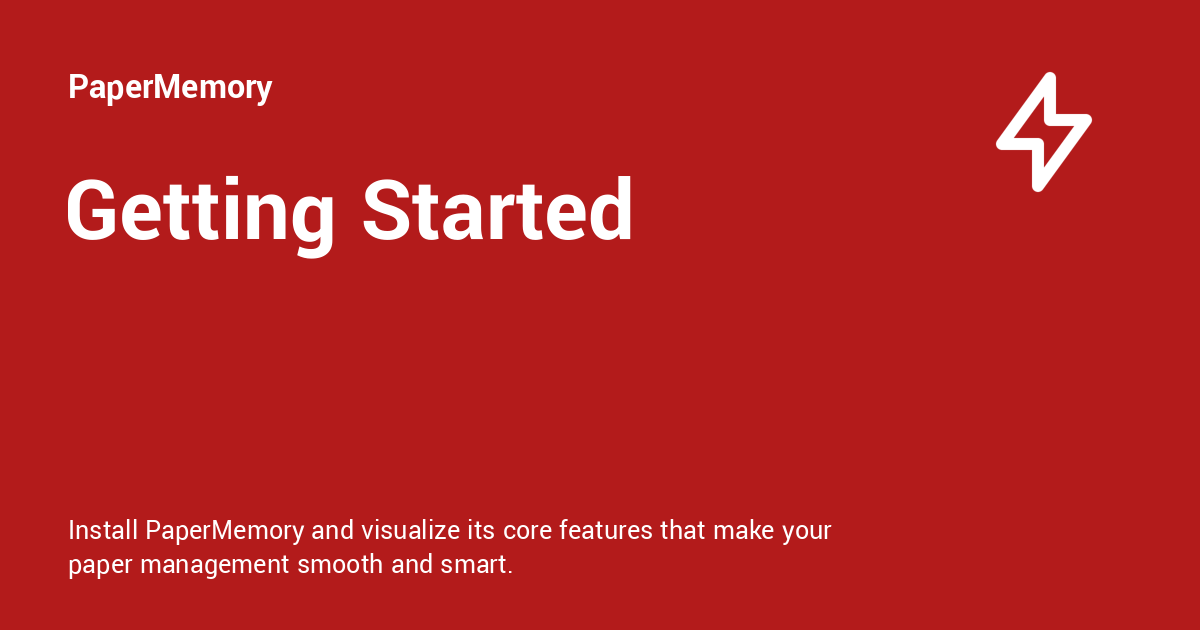 PaperMemory
Getting Started
Install PaperMemory and visualize its core features that make your
paper management smooth and smart.